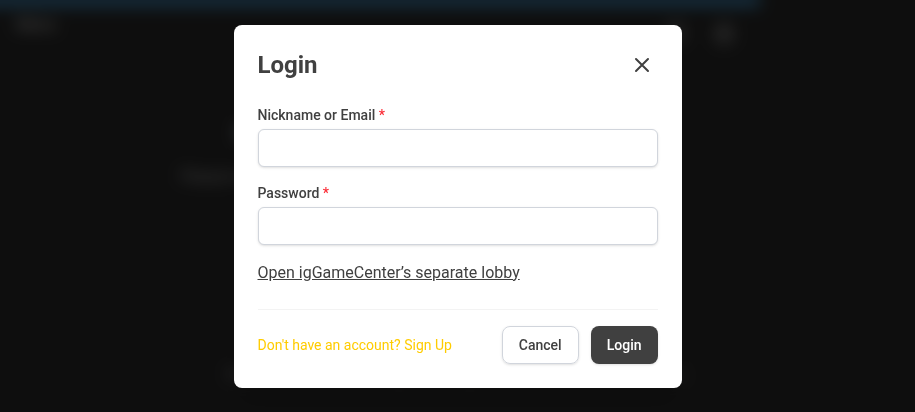 Login
Nickname or Email *
Password *
Open igGameCenter’s separate lobby
Don't have an account? Sign Up
Cancel
Login